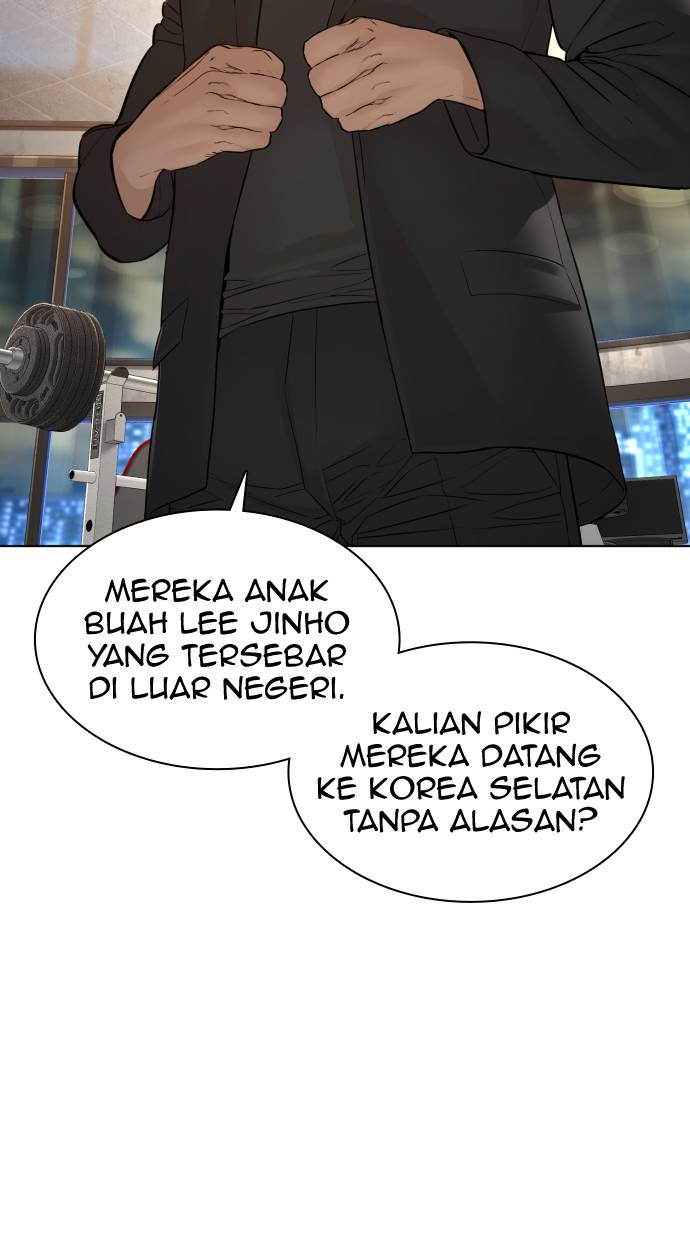 MEREKA ANAK
BUAH LEE JINHO
YANG TERSEBAR
DI LUAR NEGERI.
KALIAN PIKIR
MEREKA DATANG
KE KOREA SELATAN
TANPA ALASAN?